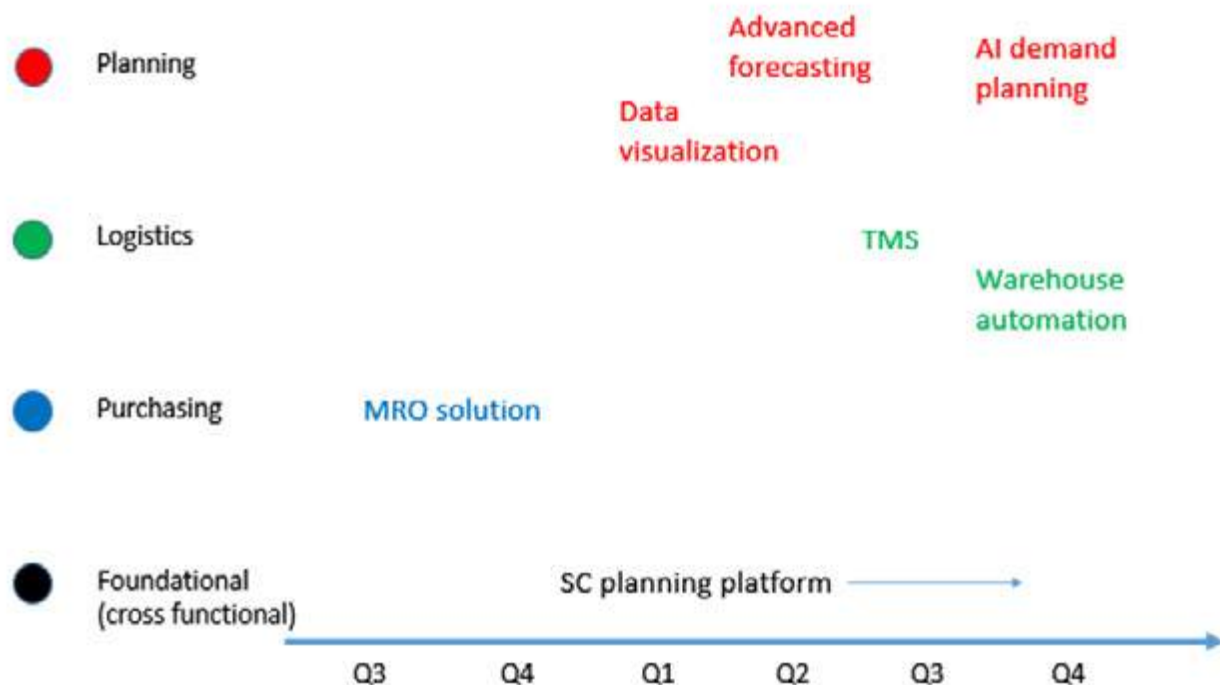 Planning
Advanced
forecasting
AI demand
planning
Data
visualization
Logistics
TMS
Warehouse
automation
Purchasing
MRO solution
Foundational
(cross functional)
SC planning platform
Q3
Q4
Q1
Q2
Q3
Q4